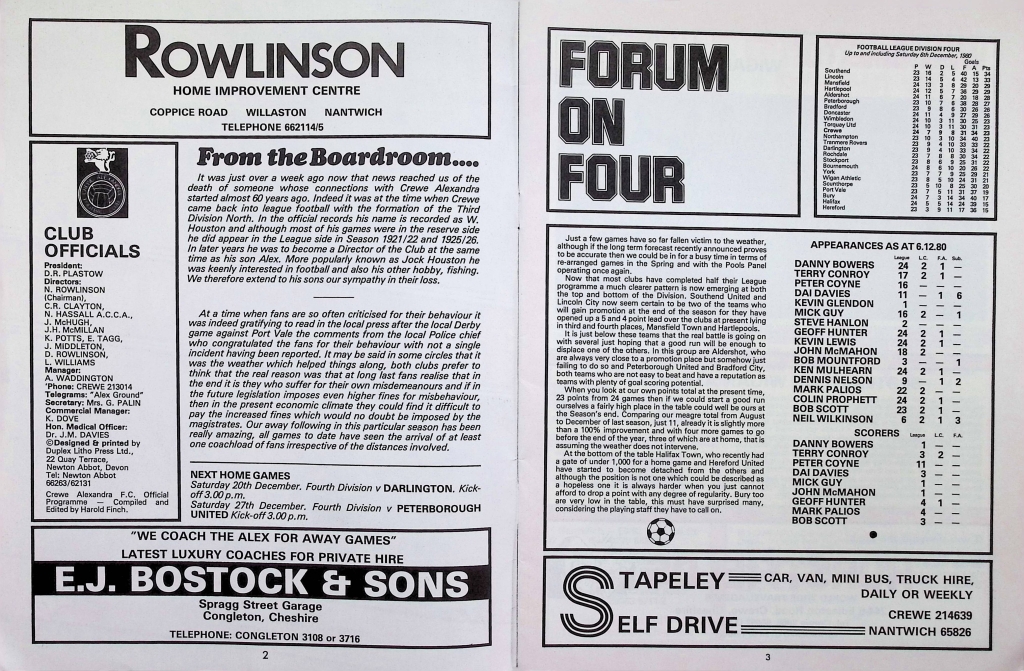 ROWLINSON
HOME IMPROVEMENT CENTRE
COPPICE ROAD WILLASTON NANTWICH
TELEPHONE 662114/5
CLUB
OFFICIALS
President:
D.R. PLASTOW
Directors:
N. ROWLINSON
(Chairman),
C.R. CLAYTON,
N. HASSALL A.C.C.A.,
J. McHUGH,
J.H. McMILLAN
K. POTTS, E. TAGG,
J. MIDDLETON,
D. ROWLINSON,
L. WILLIAMS
Manager:
A. WADDINGTON
'Phone: CREWE 213014
Telegrams: "Alex Ground"
Secretary: Mrs. G. PALIN
Commercial Manager:
K. DOVE
Hon. Medical Officer:
Dr. J.M. DAVIES
©Designed & printed by
Duplex Litho Press Ltd.,
22 Quay Terrace,
Newton Abbot, Devon
Tel: Newton Abbot
66263/62131
Crewe Alexandra F.C. Official
Programme — Compiled and
Edited by Harold Finch.
From the Boardroom....
It was just over a week ago now that news reached us of the
death of someone whose connections with Crewe Alexandra
started almost 60 years ago. Indeed it was at the time when Crewe
came back into league football with the formation of the Third
Division North. In the official records his name is recorded as W.
Houston and although most of his games were in the reserve side
he did appear in the League side in Season 1921/22 and 1925/26.
In later years he was to become a Director of the Club at the same
time as his son Alex. More popularly known as Jock Houston he
was keenly interested in football and also his other hobby, fishing.
We therefore extend to his sons our sympathy in their loss.
At a time when fans are so often criticised for their behaviour it
was indeed gratifying to read in the local press after the local Derby
game against Port Vale the comments from the local Police chief
who congratulated the fans for their behaviour with not a single
incident having been reported. It may be said in some circles that it
was the weather which helped things along, both clubs prefer to
think that the real reason was that at long last fans realise that in
the end it is they who suffer for their own misdemeanours and if in
the future legislation imposes even higher fines for misbehaviour,
then in the present economic climate they could find it difficult to
pay the increased fines which would no doubt be imposed by the
magistrates. Our away following in this particular season has been
really amazing, all games to date have seen the arrival of at least
one coachload of fans irrespective of the distances involved.
NEXT HOME GAMES
Saturday 20th December. Fourth Division v DARLINGTON. Kick-
off 3.00 p.m.
Saturday 27th December. Fourth Division v PETERBOROUGH
UNITED Kick-off 3.00 p.m.
"WE COACH THE ALEX FOR AWAY GAMES"
LATEST LUXURY COACHES FOR PRIVATE HIRE
E.J. BOSTOCK & SONS
Spragg Street Garage
Congleton, Cheshire
TELEPHONE: CONGLETON 3108 or 3716
2
FORUM
ON
FOUR
FOOTBALL LEAGUE DIVISION FOUR
Up to and including Saturday 6th December, 1980
Goals
P W D L F A Pts
Southend
Lincoln
Mansfield
Hartlepool
Aldershot
Peterborough
Bradford
Doncaster
Wimbledon
Torquay Utd
Crewe
Northampton
Tranmere Rovers
Darlington
Rochdale
Stockport
Bournemouth
York
Wigan Athletic
Scunthorpe
Port Vale
Bury
Halifax
Hereford
Just a few games have so far fallen victim to the weather,
although if the long term forecast recently announced proves
to be accurate then we could be in for a busy time in terms of
re-arranged games in the Spring and with the Pools Panel
operating once again.
Now that most clubs have completed half their League
programme a much clearer pattern is now emerging at both
the top and bottom of the Division. Southend United and
Lincoln City now seem certain to be two of the teams who
will gain promotion at the end of the season for they have
opened up a 5 and 4 point lead over the clubs at present lying
in third and fourth places, Mansfield Town and Hartlepools.
It is just below these teams that the real battle is going on
with several just hoping that a good run will be enough to
displace one of the others. In this group are Aldershot, who
are always very close to a promotion place but somehow just
failing to do so and Peterborough United and Bradford City,
both teams who are not easy to beat and have a reputation as
teams with plenty of goal scoring potential.
When you look at our own points total at the present time,
23 points from 24 games then if we could start a good run
ourselves a fairly high place in the table could well be ours at
the Season's end. Comparing our meagre total from August
to December of last season, just 11, already it is slightly more
than a 100% improvement and with four more games to go
before the end of the year, three of which are at home, that is
assuming the weather does not intervene.
At the bottom of the table Halifax Town, who recently had
a gate of under 1,000 for a home game and Hereford United
have started to become detached from the others and
although the position is not one which could be described as
a hopeless one it is always harder when you just cannot
afford to drop a point with any degree of regularity. Bury too
are very low in the table, this must have surprised many,
considering the playing staff they have to call on.
APPEARANCES AS AT 6.12.80
League L.C. F.A. Sub.
DANNY BOWERS 24 2 1 —
TERRY CONROY 17 2 1 —
PETER COYNE 16 — — —
DAI DAVIES 11 — 1 6
KEVIN GLENDON 1 — — —
MICK GUY 16 2 — 1
STEVE HANLON 2 — — —
GEOFF HUNTER 24 2 1 —
KEVIN LEWIS 24 2 1 —
JOHN McMAHON 18 2 — —
BOB MOUNTFORD 3 — — 1
KEN MULHEARN 24 2 1 —
DENNIS NELSON 9 — 1 2
MARK PALIOS 22 2 — —
COLIN PROPHETT 24 2 1 —
BOB SCOTT 23 2 1 —
NEIL WILKINSON 6 2 1 3
SCORERS League L.C. F.A.
DANNY BOWERS 1 — —
TERRY CONROY 3 2 —
PETER COYNE 11 — —
DAI DAVIES 3 — —
MICK GUY 1 — —
JOHN McMAHON 1 — —
GEOFF HUNTER 4 1 —
MARK PALIOS 4 — —
BOB SCOTT 3 — —
STAPELEY CAR, VAN, MINI BUS, TRUCK HIRE,
DAILY OR WEEKLY
SELF DRIVE CREWE 214639
NANTWICH 65826
3